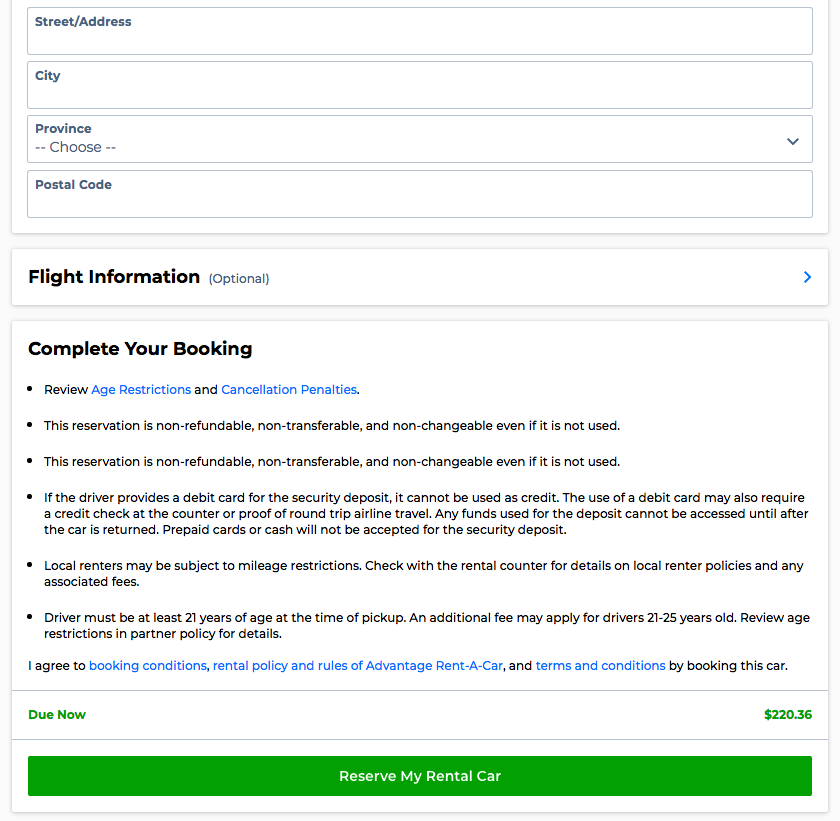 Street/Address
City
Province
-- Choose --
Postal Code
Flight Information (Optional)
Complete Your Booking
• Review Age Restrictions and Cancellation Penalties.
• This reservation is non-refundable, non-transferable, and non-changeable even if it is not used.
• This reservation is non-refundable, non-transferable, and non-changeable even if it is not used.
• If the driver provides a debit card for the security deposit, it cannot be used as credit. The use of a debit card may also require
a credit check at the counter or proof of round trip airline travel. Any funds used for the deposit cannot be accessed until after
the car is returned. Prepaid cards or cash will not be accepted for the security deposit.
• Local renters may be subject to mileage restrictions. Check with the rental counter for details on local renter policies and any
associated fees.
• Driver must be at least 21 years of age at the time of pickup. An additional fee may apply for drivers 21-25 years old. Review age
restrictions in partner policy for details.
I agree to booking conditions, rental policy and rules of Advantage Rent-A-Car, and terms and conditions by booking this car.
Due Now $220.36
Reserve My Rental Car